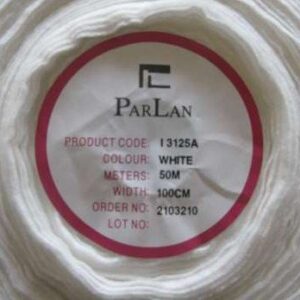 PARLAN
PRODUCT CODE: I 3125A
COLOUR: WHITE
METERS: 50M
WIDTH: 100CM
ORDER NO: 2103210
LOT NO: